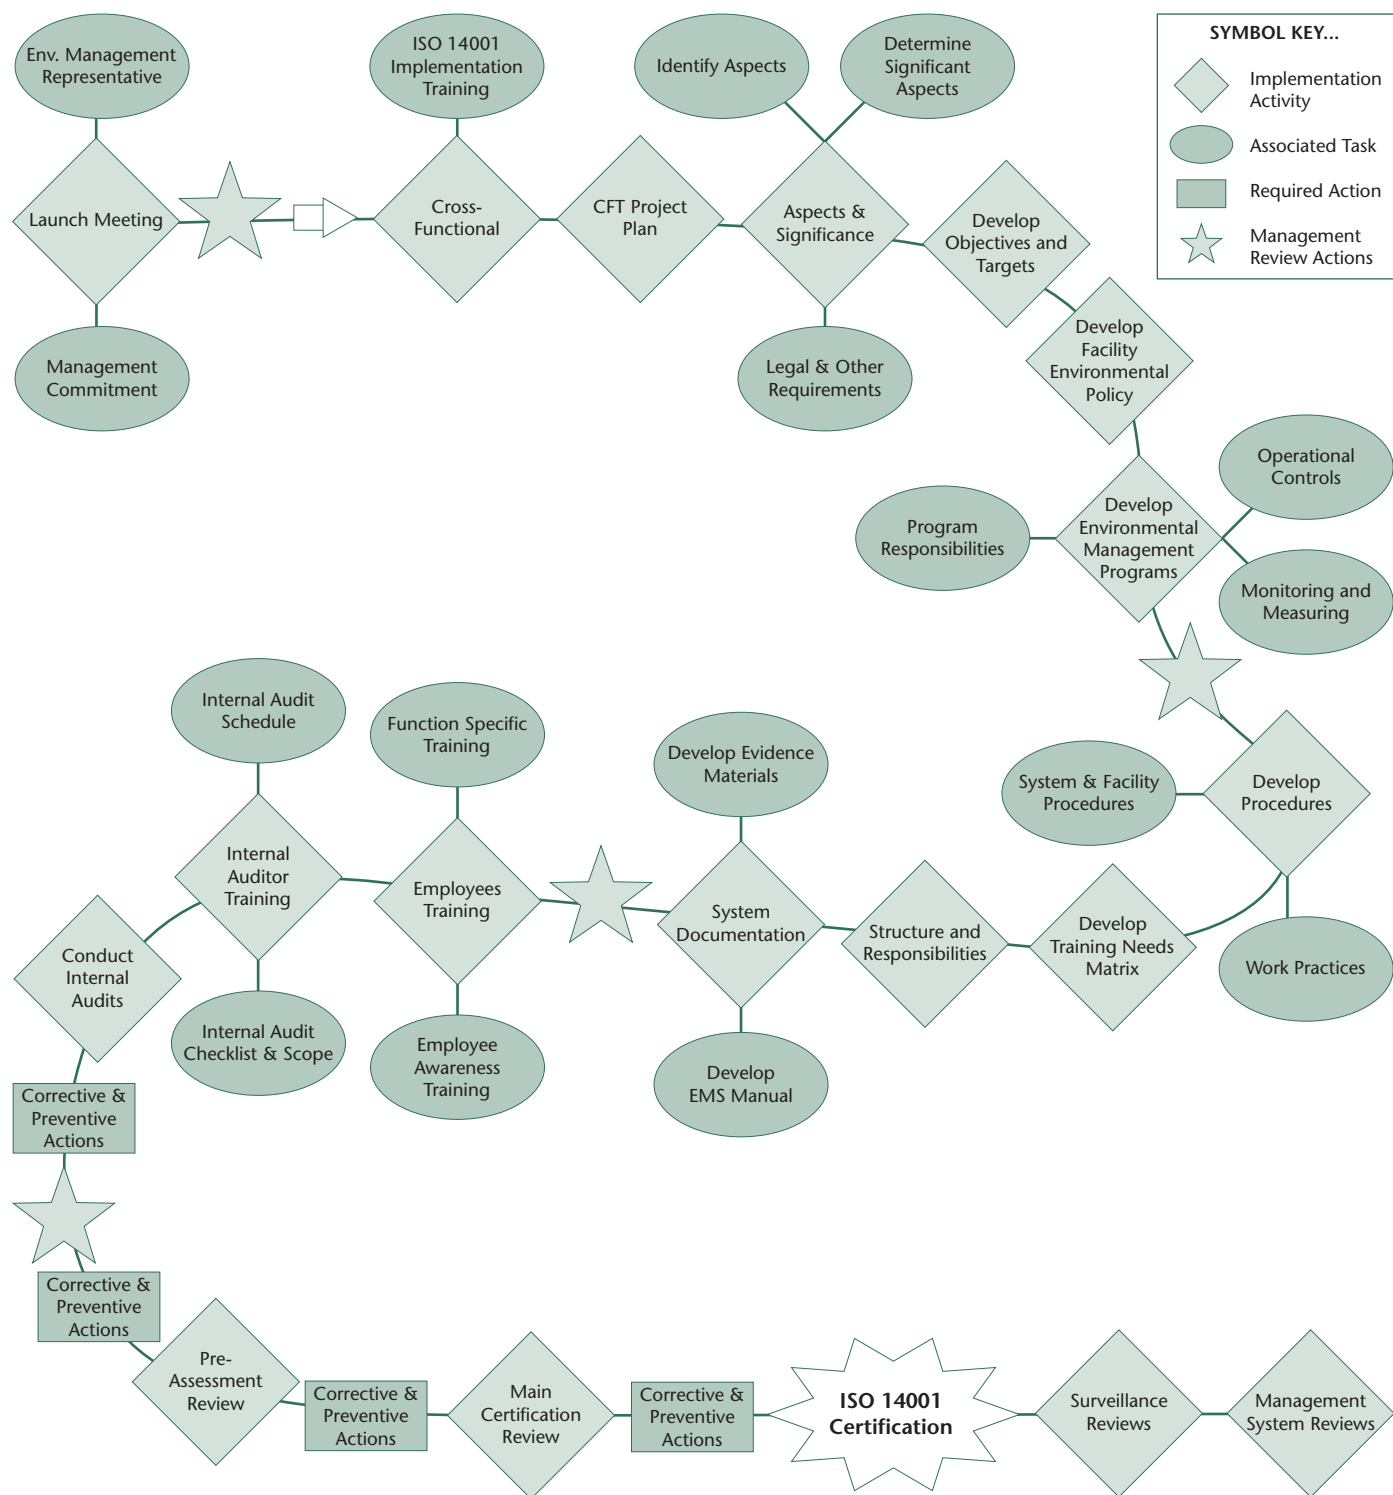 Env. Management
Representative
ISO 14001
Implementation
Training
Identify Aspects
Determine
Significant
Aspects
SYMBOL KEY...
Implementation
Activity
Associated Task
Required Action
Management
Review Actions
Launch Meeting
Cross-
Functional
CFT Project
Plan
Aspects &
Significance
Develop
Objectives and
Targets
Management
Commitment
Legal & Other
Requirements
Develop
Facility
Environmental
Policy
Operational
Controls
Program
Responsibilities
Develop
Environmental
Management
Programs
Monitoring and
Measuring
Internal Audit
Schedule
Function Specific
Training
Develop Evidence
Materials
System & Facility
Procedures
Develop
Procedures
Internal
Auditor
Training
Employees
Training
System
Documentation
Structure and
Responsibilities
Develop
Training Needs
Matrix
Work Practices
Conduct
Internal
Audits
Internal Audit
Checklist & Scope
Employee
Awareness
Training
Develop
EMS Manual
Corrective &
Preventive
Actions
Corrective &
Preventive
Actions
Pre-
Assessment
Review
Corrective &
Preventive
Actions
Main
Certification
Review
Corrective &
Preventive
Actions
ISO 14001
Certification
Surveillance
Reviews
Management
System Reviews